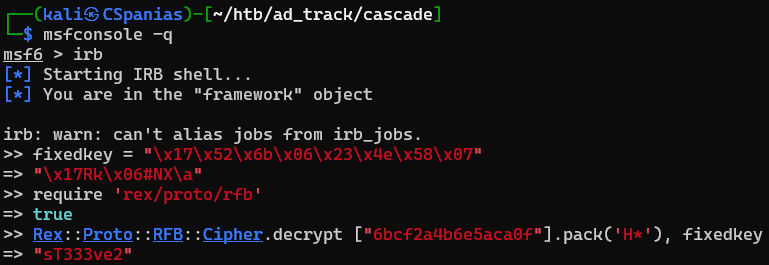 ┌──(kali㉿CSpanias)-[~/htb/ad_track/cascade]
└─$ msfconsole -q
msf6 > irb
[*] Starting IRB shell...
[*] You are in the "framework" object
irb: warn: can't alias jobs from irb_jobs.
>> fixedkey = "\x17\x52\x6b\x06\x23\x4e\x58\x07"
=> "\x17Rk\x06#NX\a"
>> require 'rex/proto/rfb'
=> true
>> Rex::Proto::RFB::Cipher.decrypt ["6bcf2a4b6e5aca0f"].pack('H*'), fixedkey
=> "sT333ve2"